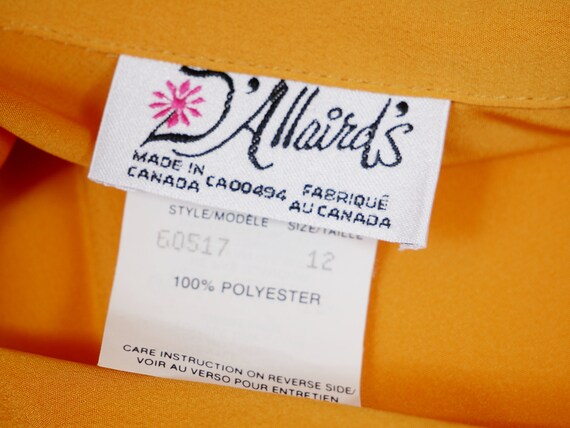 D'Allaird's
MADE IN CANADA CA00494 FABRIQUÉ AU CANADA
STYLE/MODÈLE SIZE/TAILLE
60517 12
100% POLYESTER
CARE INSTRUCTION ON REVERSE SIDE/
VOIR AU VERSO POUR ENTRETIEN